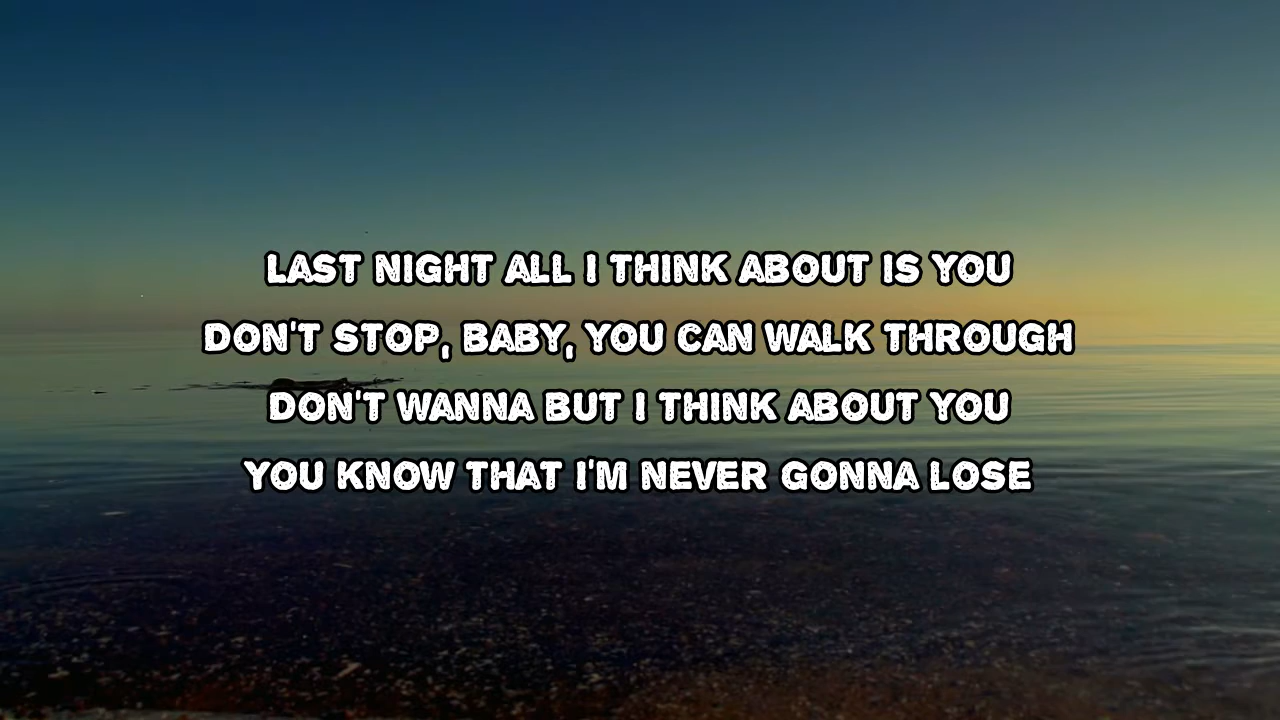 LAST NIGHT ALL I THINK ABOUT IS YOU
DON'T STOP, BABY, YOU CAN WALK THROUGH
DON'T WANNA BUT I THINK ABOUT YOU
YOU KNOW THAT I'M NEVER GONNA LOSE